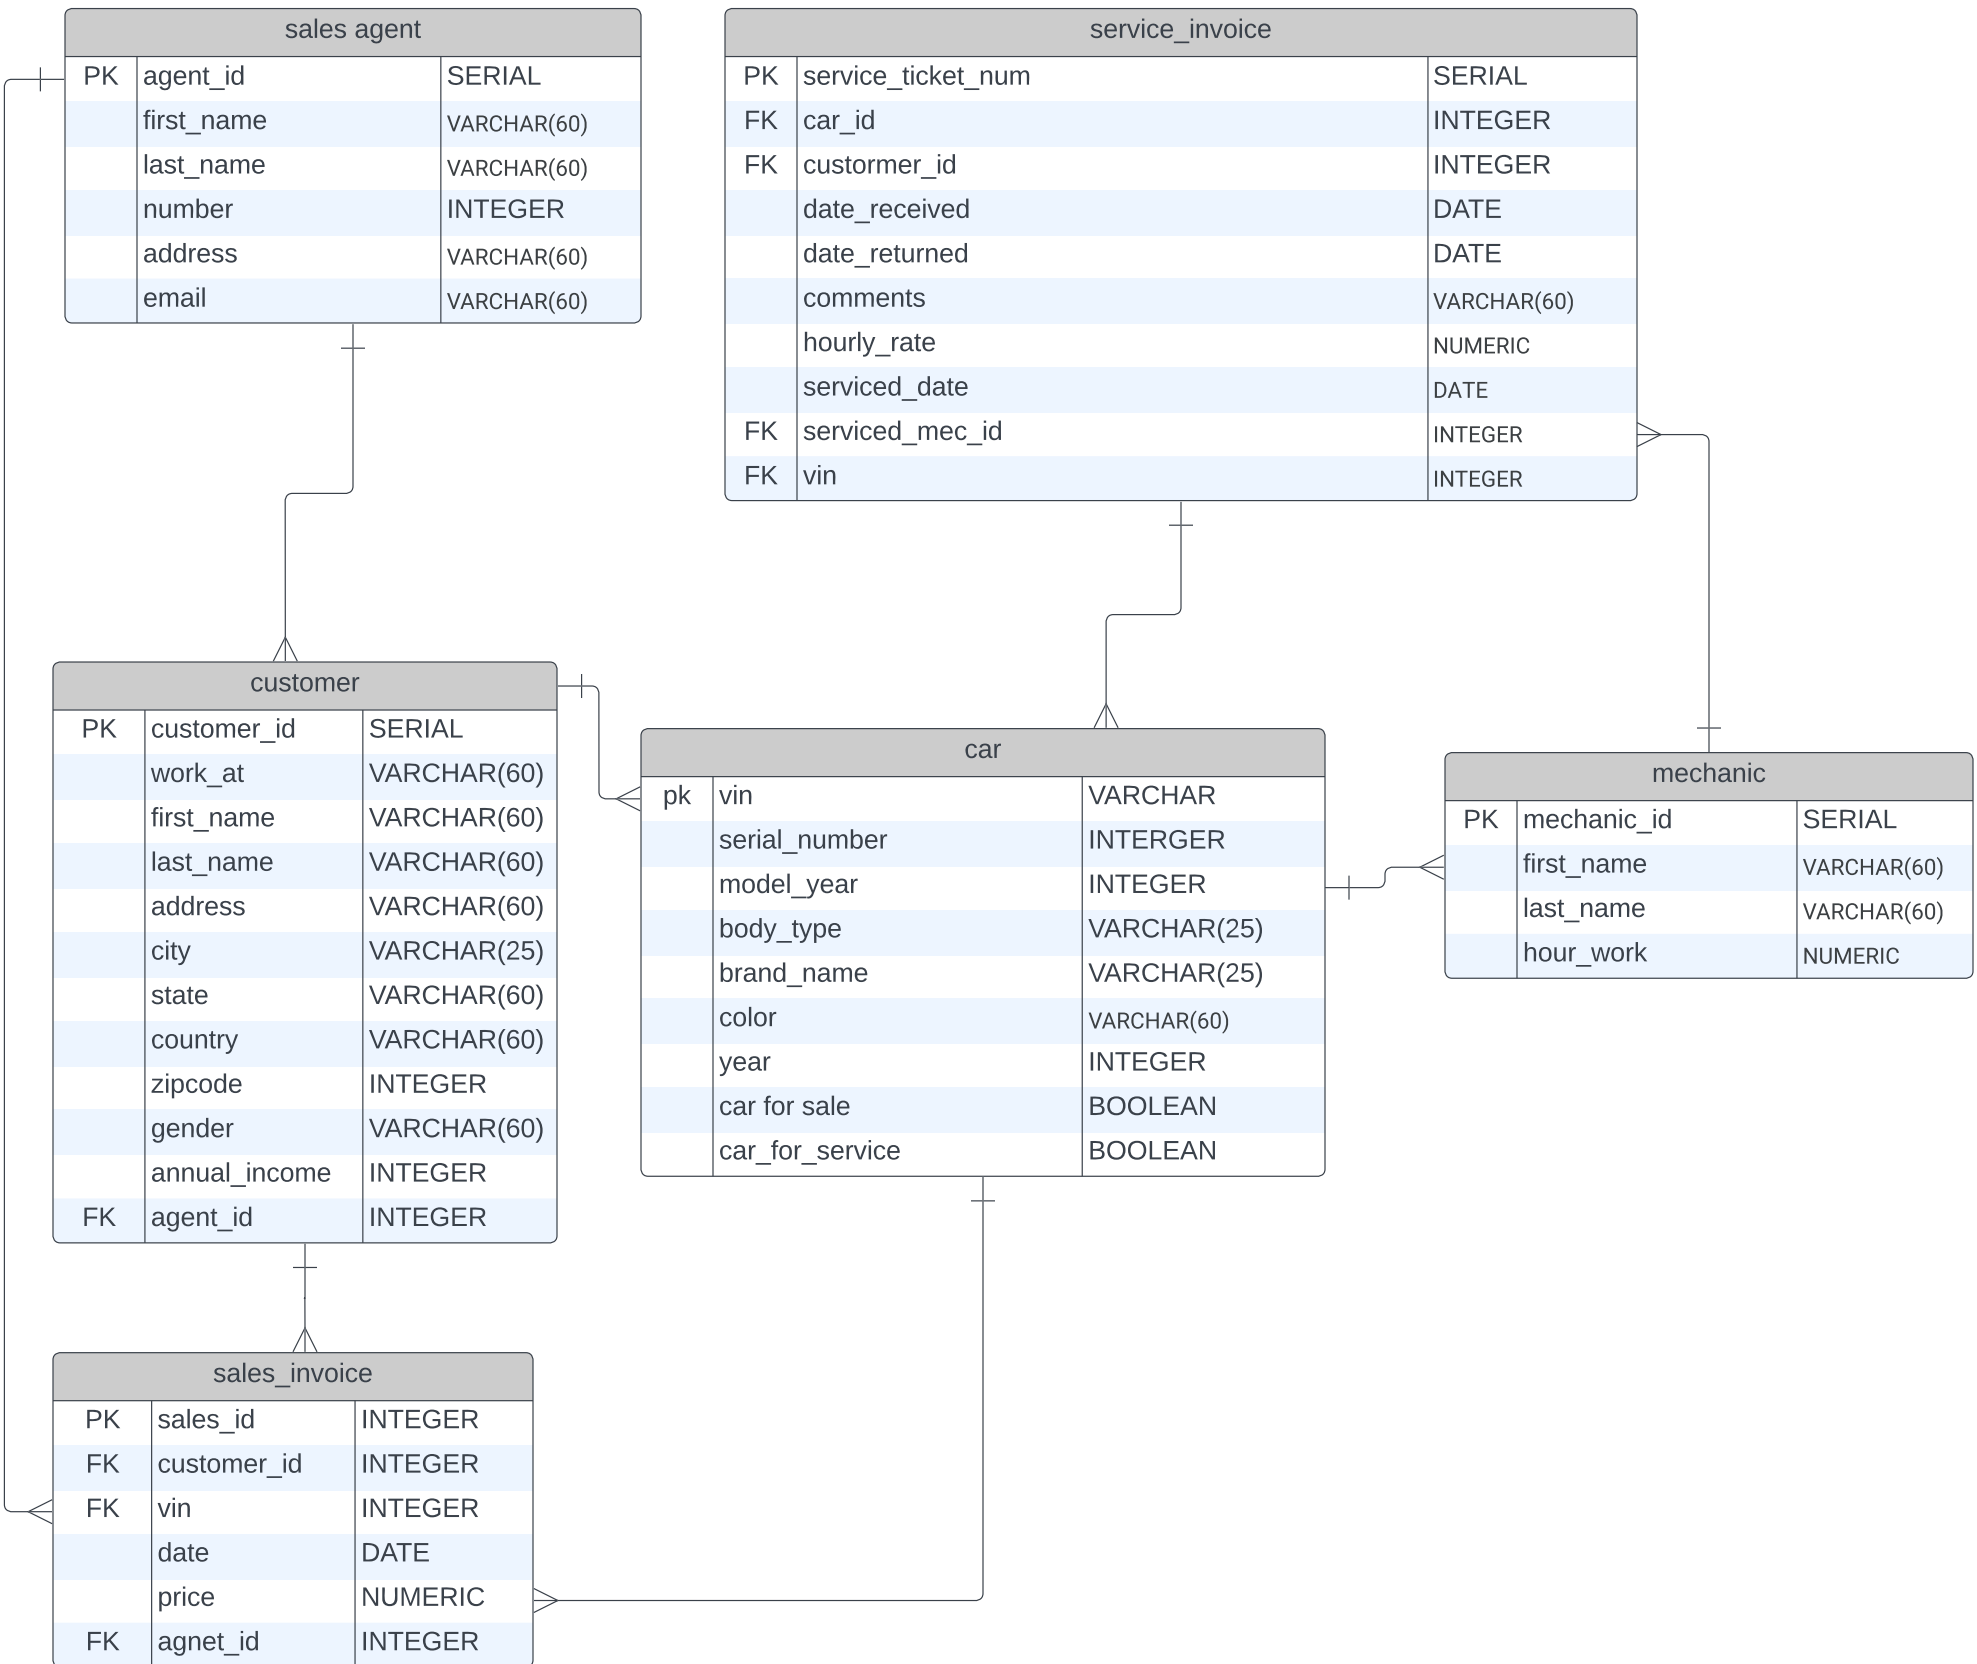 sales agent
PK agent_id SERIAL
first_name VARCHAR(60)
last_name VARCHAR(60)
number INTEGER
address VARCHAR(60)
email VARCHAR(60)
service_invoice
PK service_ticket_num SERIAL
FK car_id INTEGER
FK custormer_id INTEGER
date_received DATE
date_returned DATE
comments VARCHAR(60)
hourly_rate NUMERIC
serviced_date DATE
FK serviced_mec_id INTEGER
FK vin INTEGER
customer
PK customer_id SERIAL
work_at VARCHAR(60)
first_name VARCHAR(60)
last_name VARCHAR(60)
address VARCHAR(60)
city VARCHAR(25)
state VARCHAR(60)
country VARCHAR(60)
zipcode INTEGER
gender VARCHAR(60)
annual_income INTEGER
FK agent_id INTEGER
car
pk vin VARCHAR
serial_number INTERGER
model_year INTEGER
body_type VARCHAR(25)
brand_name VARCHAR(25)
color VARCHAR(60)
year INTEGER
car for sale BOOLEAN
car_for_service BOOLEAN
mechanic
PK mechanic_id SERIAL
first_name VARCHAR(60)
last_name VARCHAR(60)
hour_work NUMERIC
sales_invoice
PK sales_id INTEGER
FK customer_id INTEGER
FK vin INTEGER
date DATE
price NUMERIC
FK agnet_id INTEGER